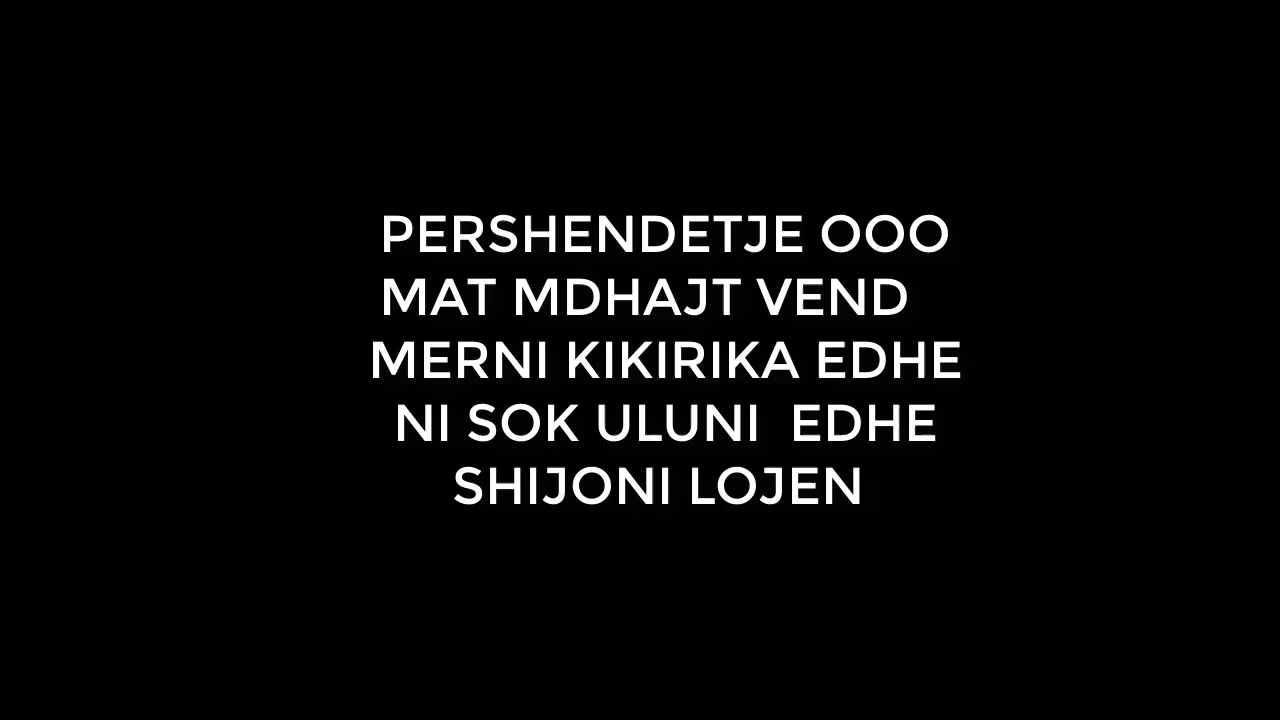 PERSHENDETJE OOO
MAT MDHAJT VEND
MERNI KIKIRIKA EDHE
NI SOK ULUNI EDHE
SHIJONI LOJEN